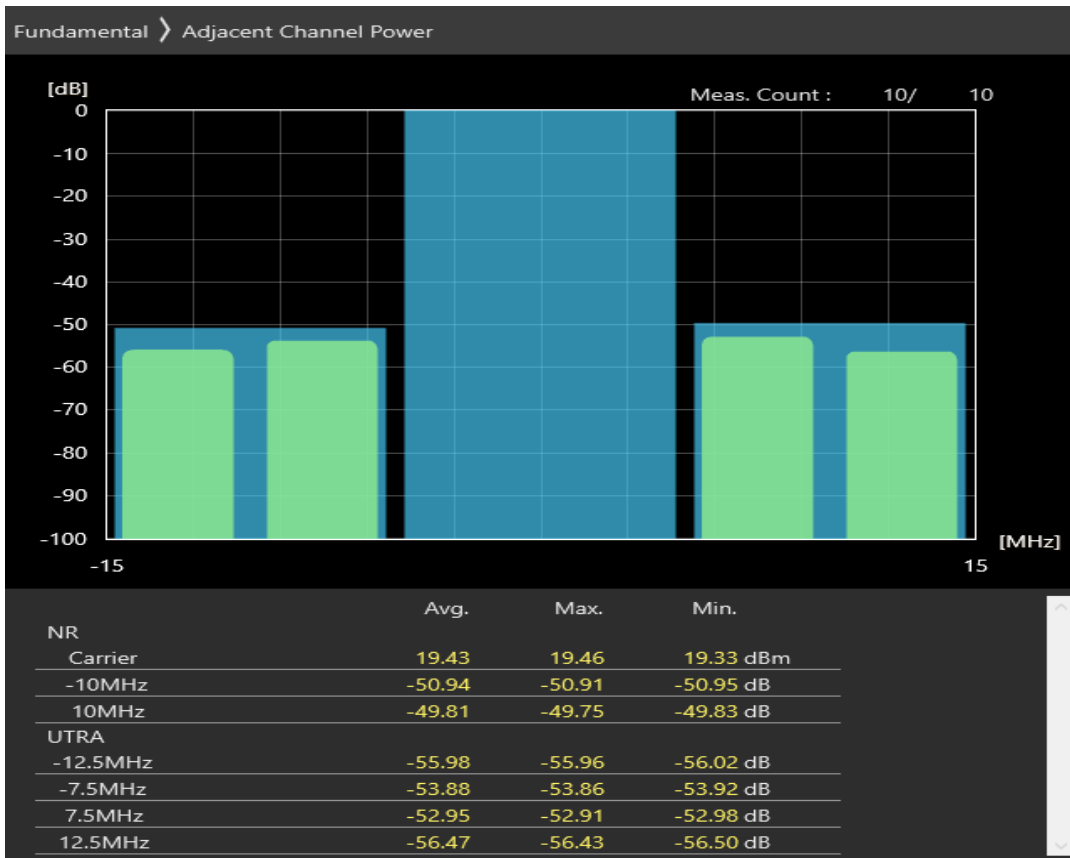 Fundamental 〉 Adjacent Channel Power
[dB]
Meas. Count : 10/ 10
0
-10
-20
-30
-40
-50
-60
-70
-80
-90
-100
[MHz]
-15 15
Avg. Max. Min.
NR
Carrier 19.43 19.46 19.33 dBm
-10MHz -50.94 -50.91 -50.95 dB
10MHz -49.81 -49.75 -49.83 dB
UTRA
-12.5MHz -55.98 -55.96 -56.02 dB
-7.5MHz -53.88 -53.86 -53.92 dB
7.5MHz -52.95 -52.91 -52.98 dB
12.5MHz -56.47 -56.43 -56.50 dB